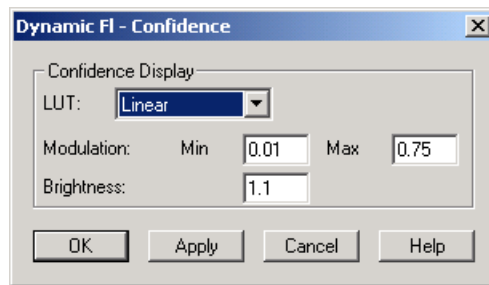 Dynamic Fl - Confidence
Confidence Display
LUT: Linear
Modulation: Min 0.01 Max 0.75
Brightness: 1.1
OK Apply Cancel Help